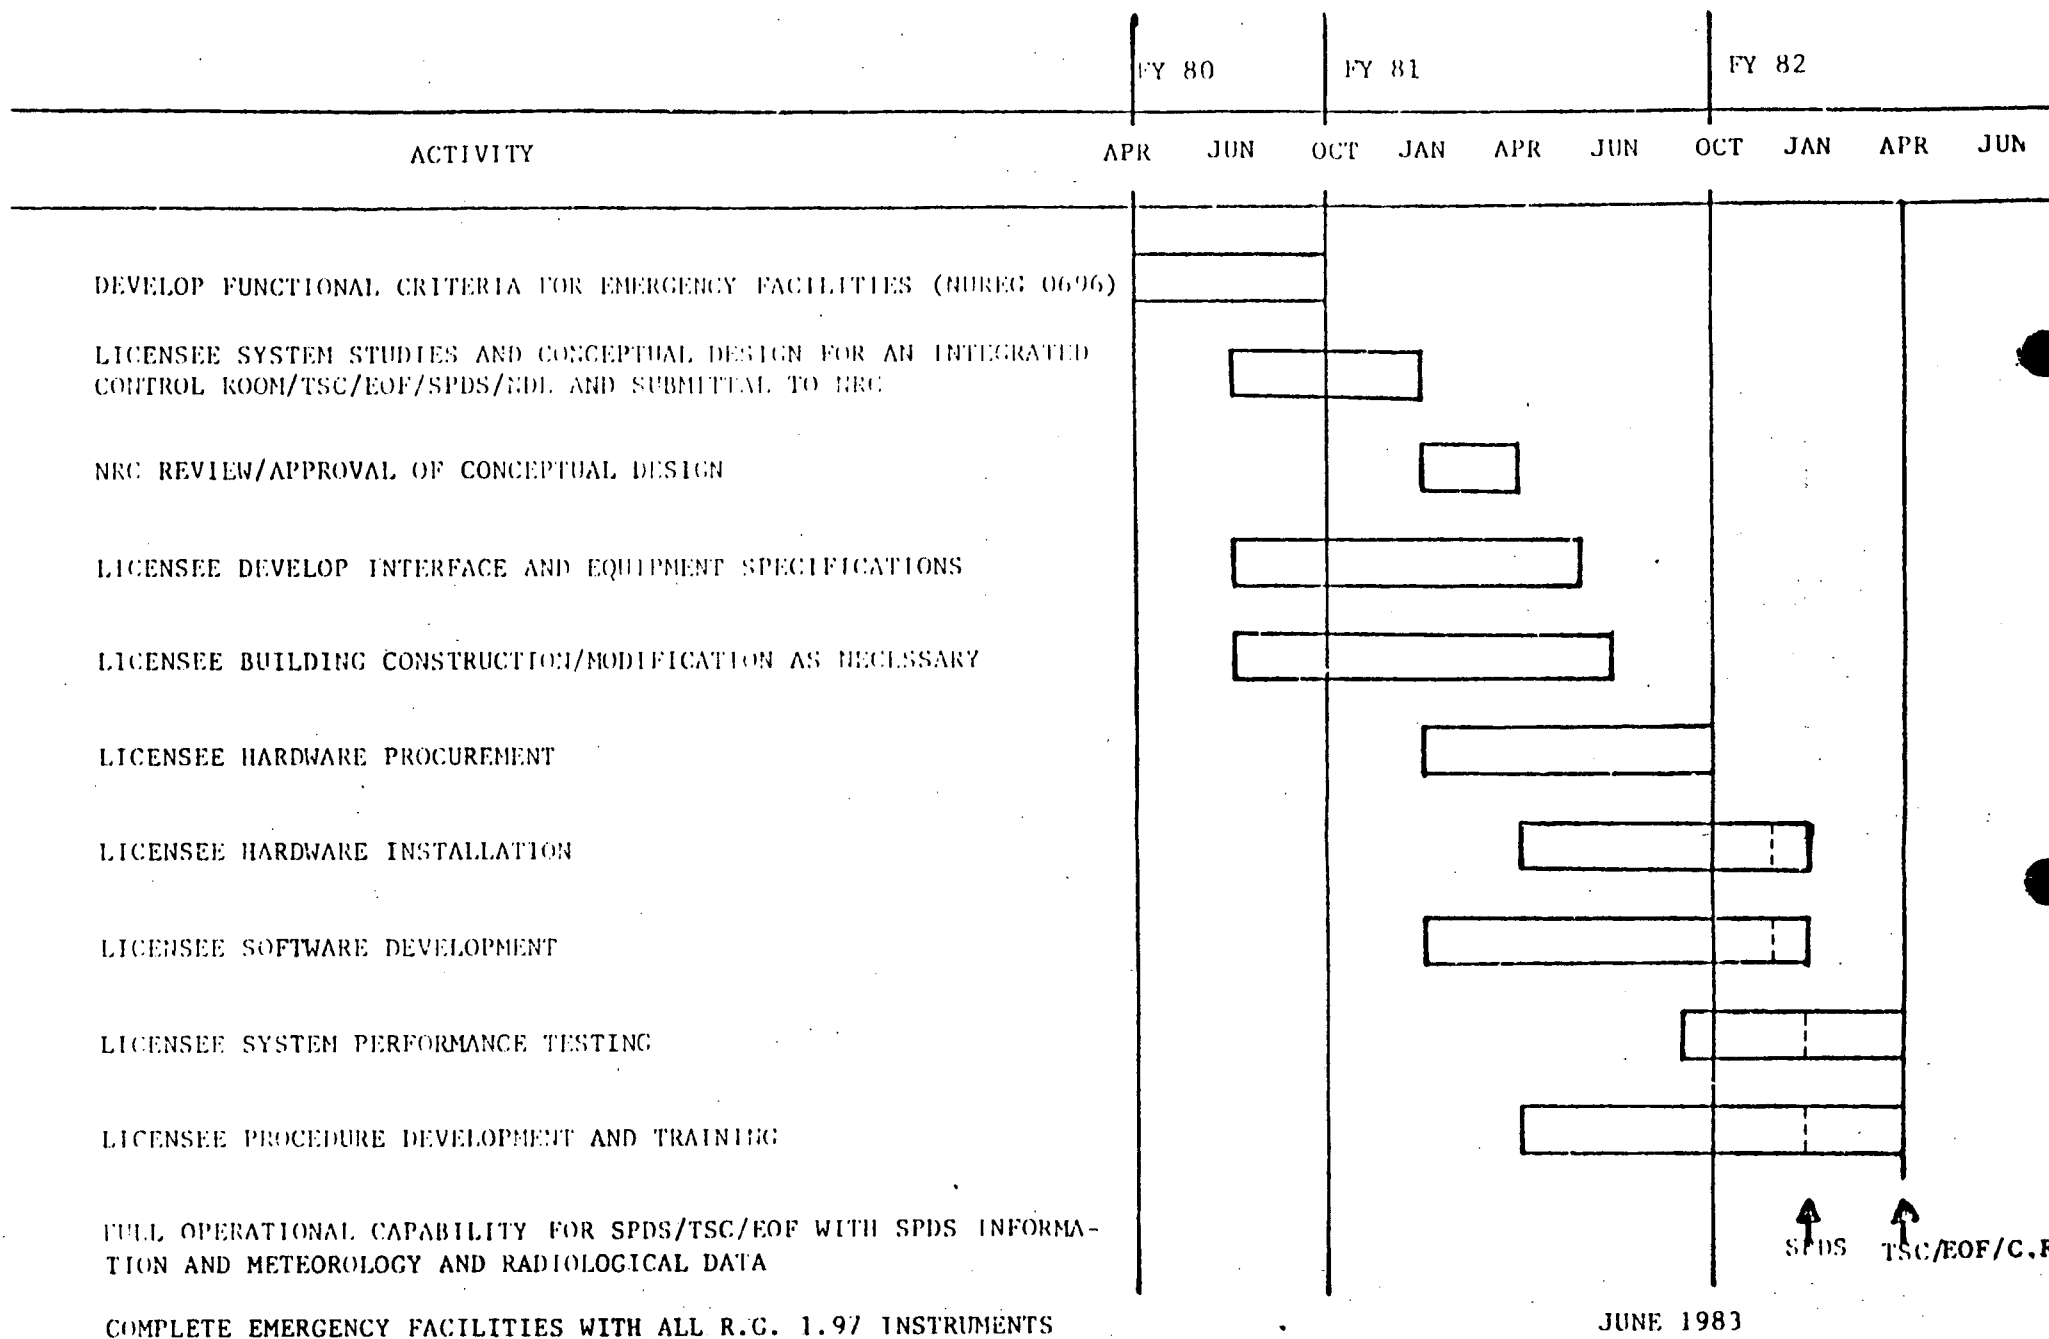 FY 80 FY 81 FY 82
ACTIVITY APR JUN OCT JAN APR JUN OCT JAN APR JUN
DEVELOP FUNCTIONAL CRITERIA FOR EMERGENCY FACILITIES (NUREG 0696)
LICENSEE SYSTEM STUDIES AND CONCEPTUAL DESIGN FOR AN INTEGRATED
CONTROL ROOM/TSC/EOF/SPDS/NDL AND SUBMITTAL TO NRC
NRC REVIEW/APPROVAL OF CONCEPTUAL DESIGN
LICENSEE DEVELOP INTERFACE AND EQUIPMENT SPECIFICATIONS
LICENSEE BUILDING CONSTRUCTION/MODIFICATION AS NECESSARY
LICENSEE HARDWARE PROCUREMENT
LICENSEE HARDWARE INSTALLATION
LICENSEE SOFTWARE DEVELOPMENT
LICENSEE SYSTEM PERFORMANCE TESTING
LICENSEE PROCEDURE DEVELOPMENT AND TRAINING
FULL OPERATIONAL CAPABILITY FOR SPDS/TSC/EOF WITH SPDS INFORMA-
TION AND METEOROLOGY AND RADIOLOGICAL DATA
SPDS TSC/EOF/C.R
COMPLETE EMERGENCY FACILITIES WITH ALL R.G. 1.97 INSTRUMENTS JUNE 1983